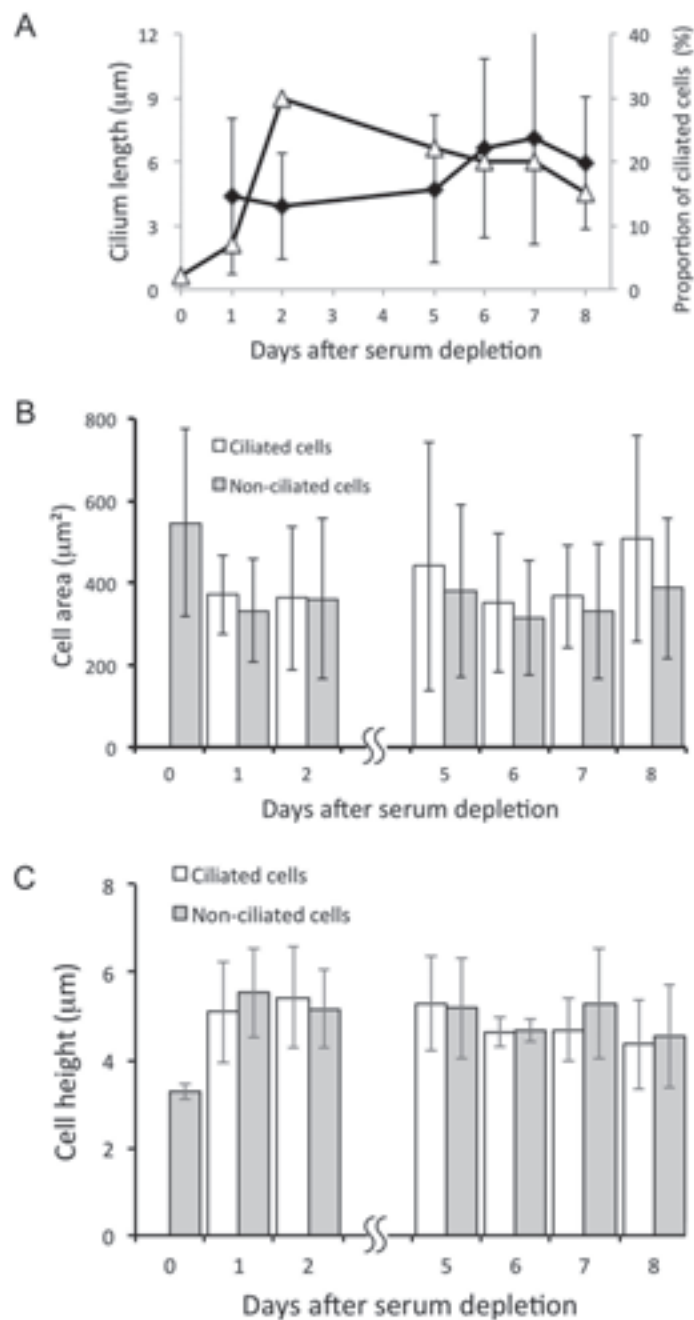 A
Cilium length (μm)
12
9
6
3
0
40
30
20
10
0
Proportion of ciliated cells (%)
0 1 2 3 4 5 6 7 8
Days after serum depletion
B
Cell area (μm²)
800
600
400
200
0
Ciliated cells
Non-ciliated cells
0 1 2 5 6 7 8
Days after serum depletion
C
Cell height (μm)
8
6
4
2
0
Ciliated cells
Non-ciliated cells
0 1 2 5 6 7 8
Days after serum depletion